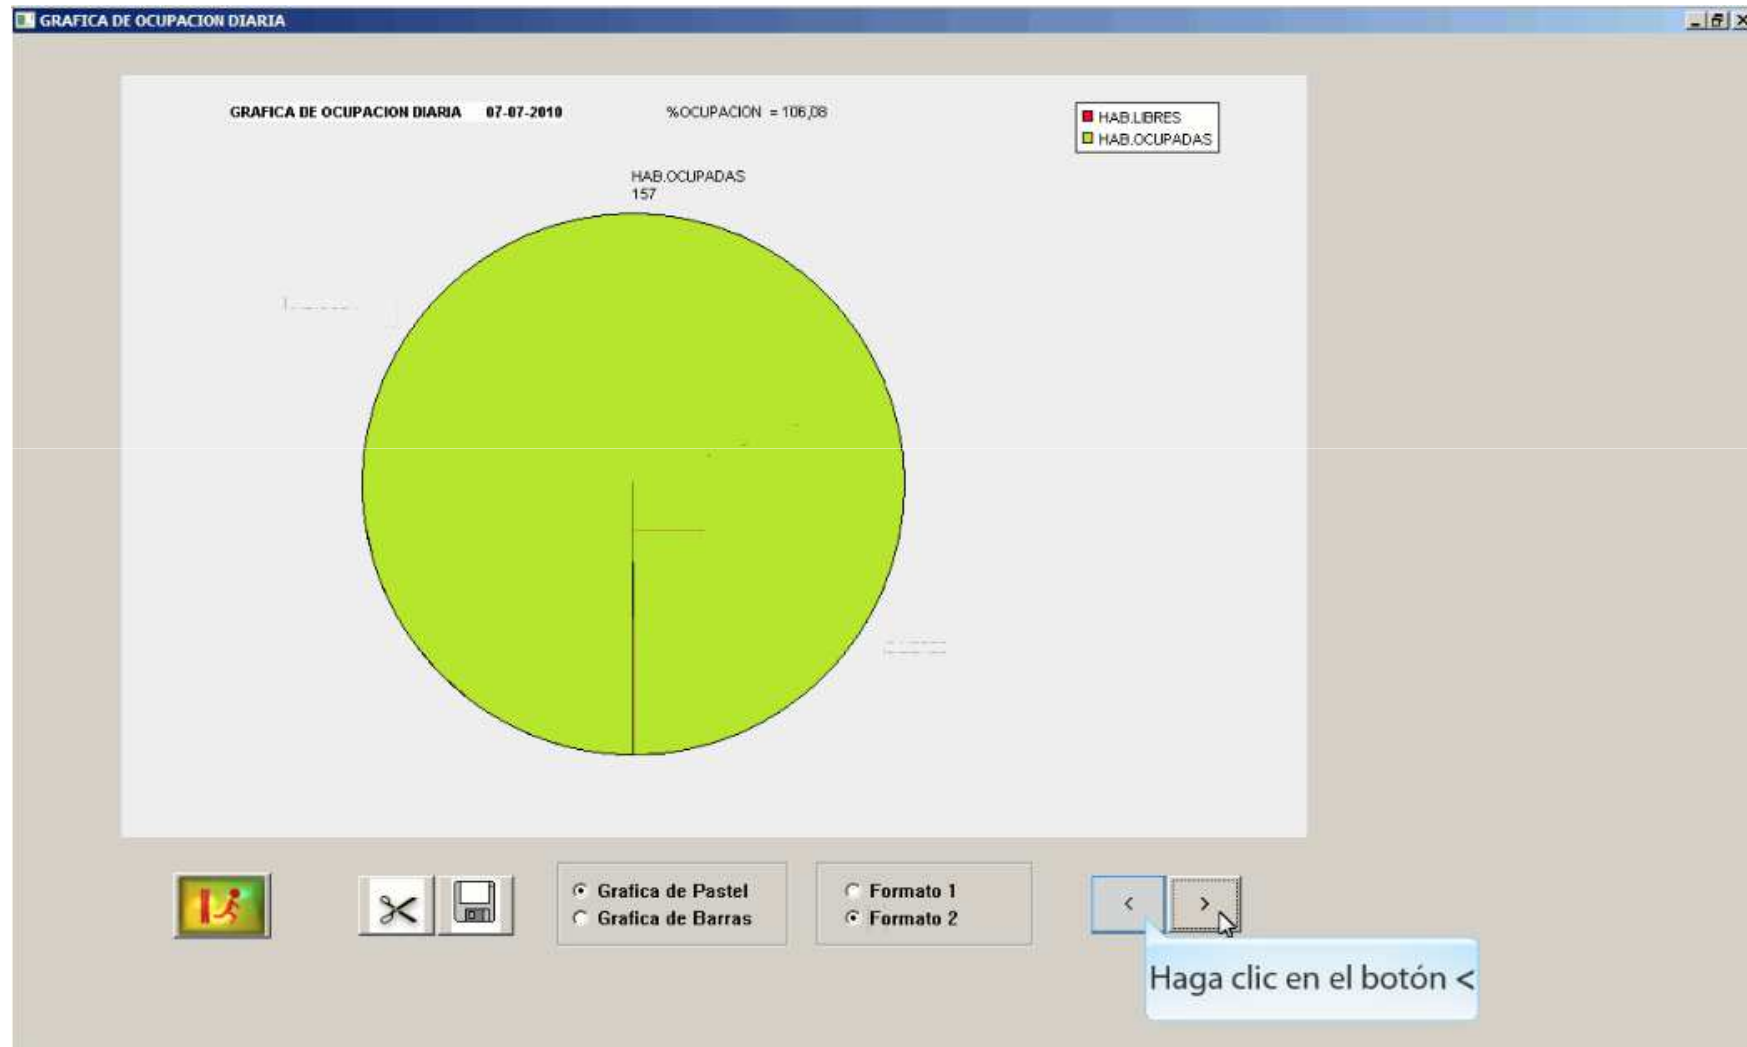 GRAFICA DE OCUPACION DIARIA
GRAFICA DE OCUPACION DIARIA 07-07-2010 %OCUPACION = 106,08
HAB.LIBRES
HAB.OCUPADAS
HAB.OCUPADAS
157
Grafica de Pastel
Grafica de Barras
Formato 1
Formato 2
< >
Haga clic en el botón <